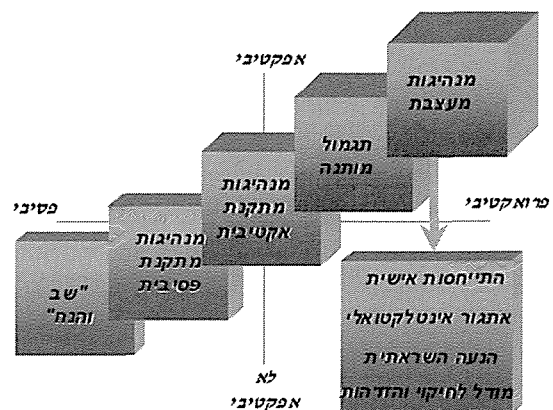 אפקטיבי
מנהיגות
מעצבת
תגמול
מותנה
מנהיגות
מתקנת
אקטיבית
מנהיגות
מתקנת
פסיבית
"שב
והנח"
פסיבי
פרואקטיבי
לא
אפקטיבי
התייחסות אישית
אתגור אינטלקטואלי
הנעה השראתית
מודל לחיקוי והזדהות